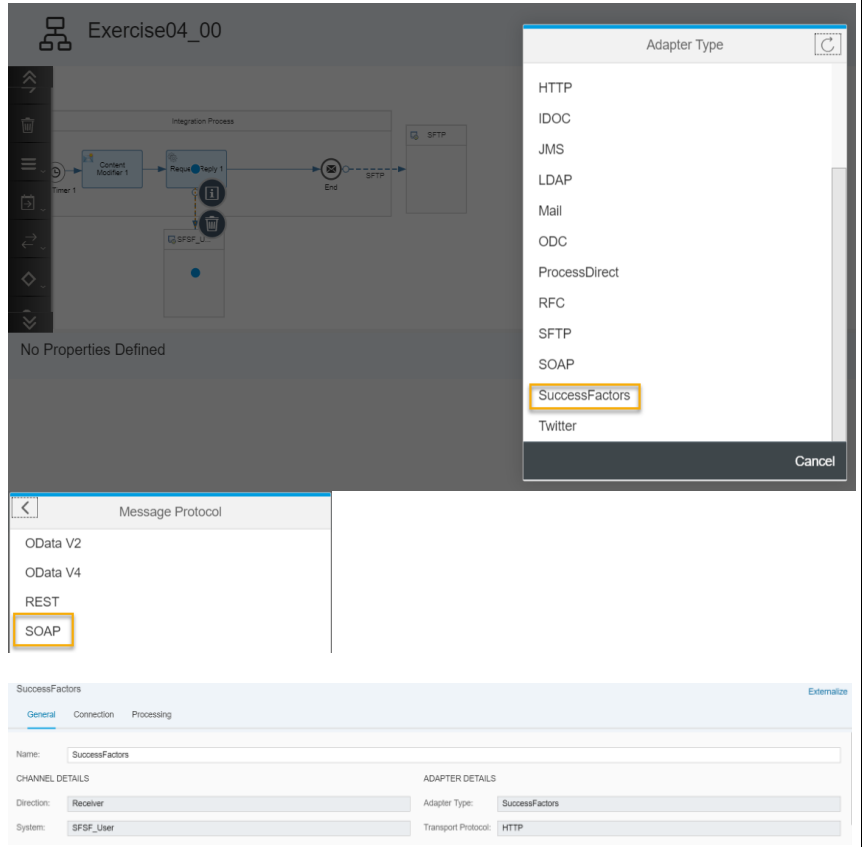 Exercise04_00
Adapter Type
HTTP
IDOC
JMS
LDAP
Mail
ODC
ProcessDirect
RFC
SFTP
SOAP
SuccessFactors
Twitter
Cancel
Integration Process
SFTP
Content
Modifier 1
Reque Reply 1
Timer 1
End
SFTP
SFSF_U...
No Properties Defined
Message Protocol
OData V2
OData V4
REST
SOAP
SuccessFactors
Externalize
General Connection Processing
Name: SuccessFactors
CHANNEL DETAILS ADAPTER DETAILS
Direction: Receiver Adapter Type: SuccessFactors
System: SFSF_User Transport Protocol: HTTP